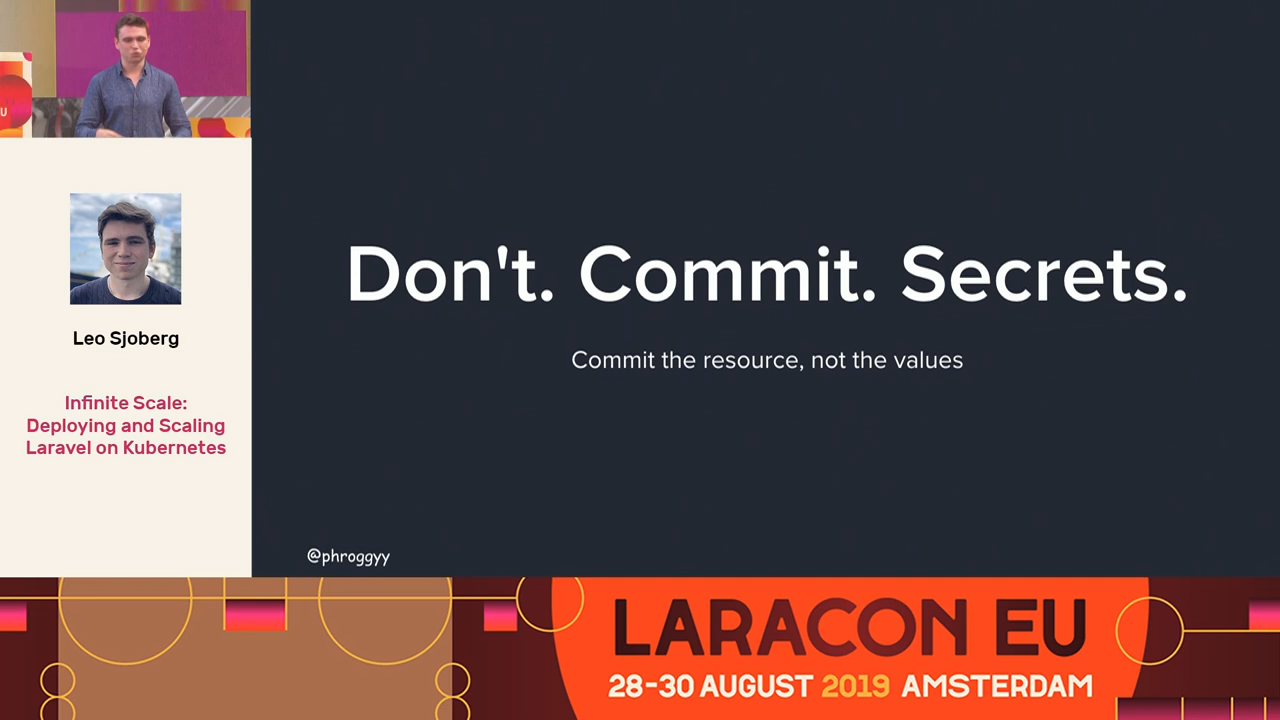 U
Leo Sjoberg
Infinite Scale:
Deploying and Scaling
Laravel on Kubernetes
Don't. Commit. Secrets.
Commit the resource, not the values
@phroggyy
LARACON EU
28-30 AUGUST 2019 AMSTERDAM